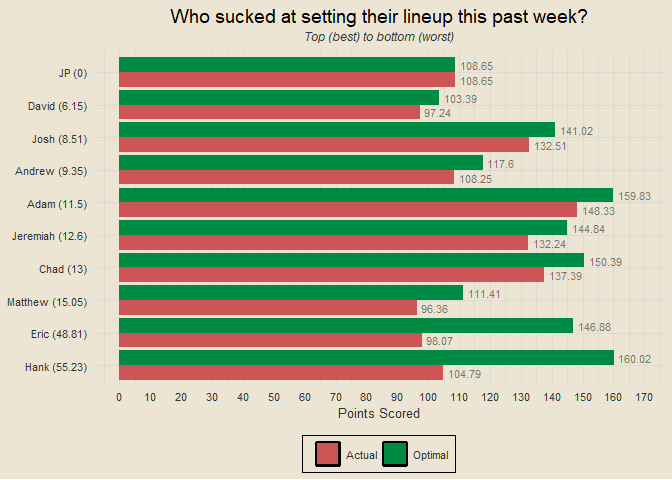 Who sucked at setting their lineup this past week?
Top (best) to bottom (worst)
JP (0)
108.65
108.65
David (6.15)
103.39
97.24
Josh (8.51)
141.02
132.51
Andrew (9.35)
117.6
108.25
Adam (11.5)
159.83
148.33
Jeremiah (12.6)
144.84
132.24
Chad (13)
150.39
137.39
Matthew (15.05)
111.41
96.36
Eric (48.81)
146.88
98.07
Hank (55.23)
160.02
104.79
0 10 20 30 40 50 60 70 80 90 100 110 120 130 140 150 160 170
Points Scored
Actual Optimal